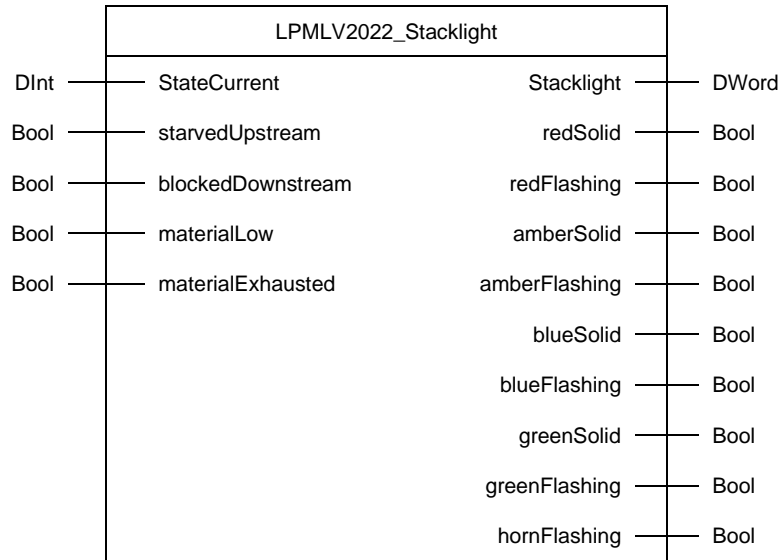 LPMLV2022_Stacklight
DInt StateCurrent Stacklight DWord
Bool starvedUpstream redSolid Bool
Bool blockedDownstream redFlashing Bool
Bool materialLow amberSolid Bool
Bool materialExhausted amberFlashing Bool
blueSolid Bool
blueFlashing Bool
greenSolid Bool
greenFlashing Bool
hornFlashing Bool